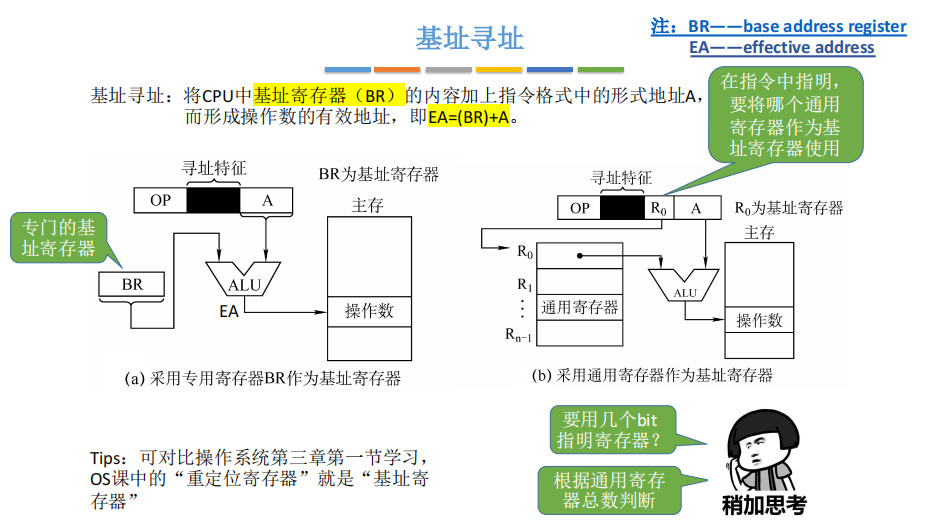 基址寻址
注：BR——base address register
EA——effective address
基址寻址：将CPU中基址寄存器（BR）的内容加上指令格式中的形式地址A，
而形成操作数的有效地址，即EA=(BR)+A。
在指令中指明，
要将哪个通用
寄存器作为基
址寄存器使用
寻址特征
BR为基址寄存器
OP
A
主存
专门的基
址寄存器
BR
ALU
EA
操作数
(a) 采用专用寄存器BR作为基址寄存器
寻址特征
OP
R₀
A
R₀为基址寄存器
主存
R₀
R₁
⋮
通用寄存器
Rₙ₋₁
ALU
操作数
(b) 采用通用寄存器作为基址寄存器
Tips：可对比操作系统第三章第一节学习，
OS课中的“重定位寄存器”就是“基址寄
存器”
要用几个bit
指明寄存器？
根据通用寄存
器总数判断
稍加思考